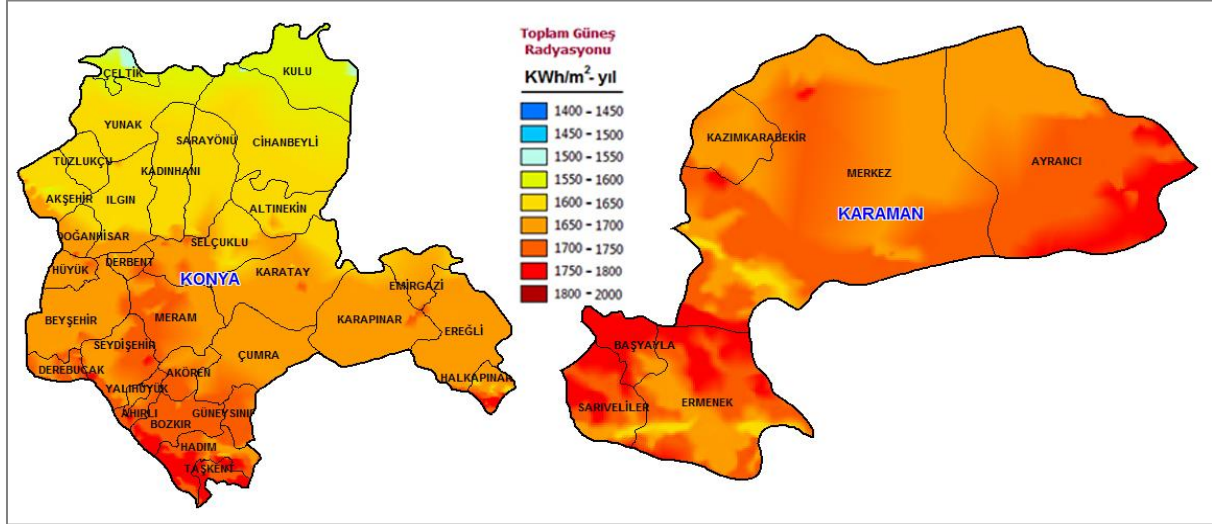 ÇELTİK
KULU
YUNAK
SARAYÖNÜ
CİHANBEYLİ
TUZLUKÇU
KADINHANI
AKŞEHİR
ILGIN
ALTINEKİN
DOĞANHİSAR
SELÇUKLU
HÜYÜK
DERBENT
KONYA
KARATAY
EMİRGAZİ
BEYŞEHİR
MERAM
KARAPINAR
EREĞLİ
SEYDİŞEHİR
ÇUMRA
DEREBUCAK
AKÖREN
HALKAPINAR
YALIHÜYÜK
AHIRLI
GÜNEYSINIR
BOZKIR
HADIM
TAŞKENT
Toplam Güneş
Radyasyonu
KWh/m²- yıl
1400 - 1450
1450 - 1500
1500 - 1550
1550 - 1600
1600 - 1650
1650 - 1700
1700 - 1750
1750 - 1800
1800 - 2000
KAZIMKARABEKİR
MERKEZ
AYRANCI
KARAMAN
BAŞYAYLA
SARIVELİLER
ERMENEK